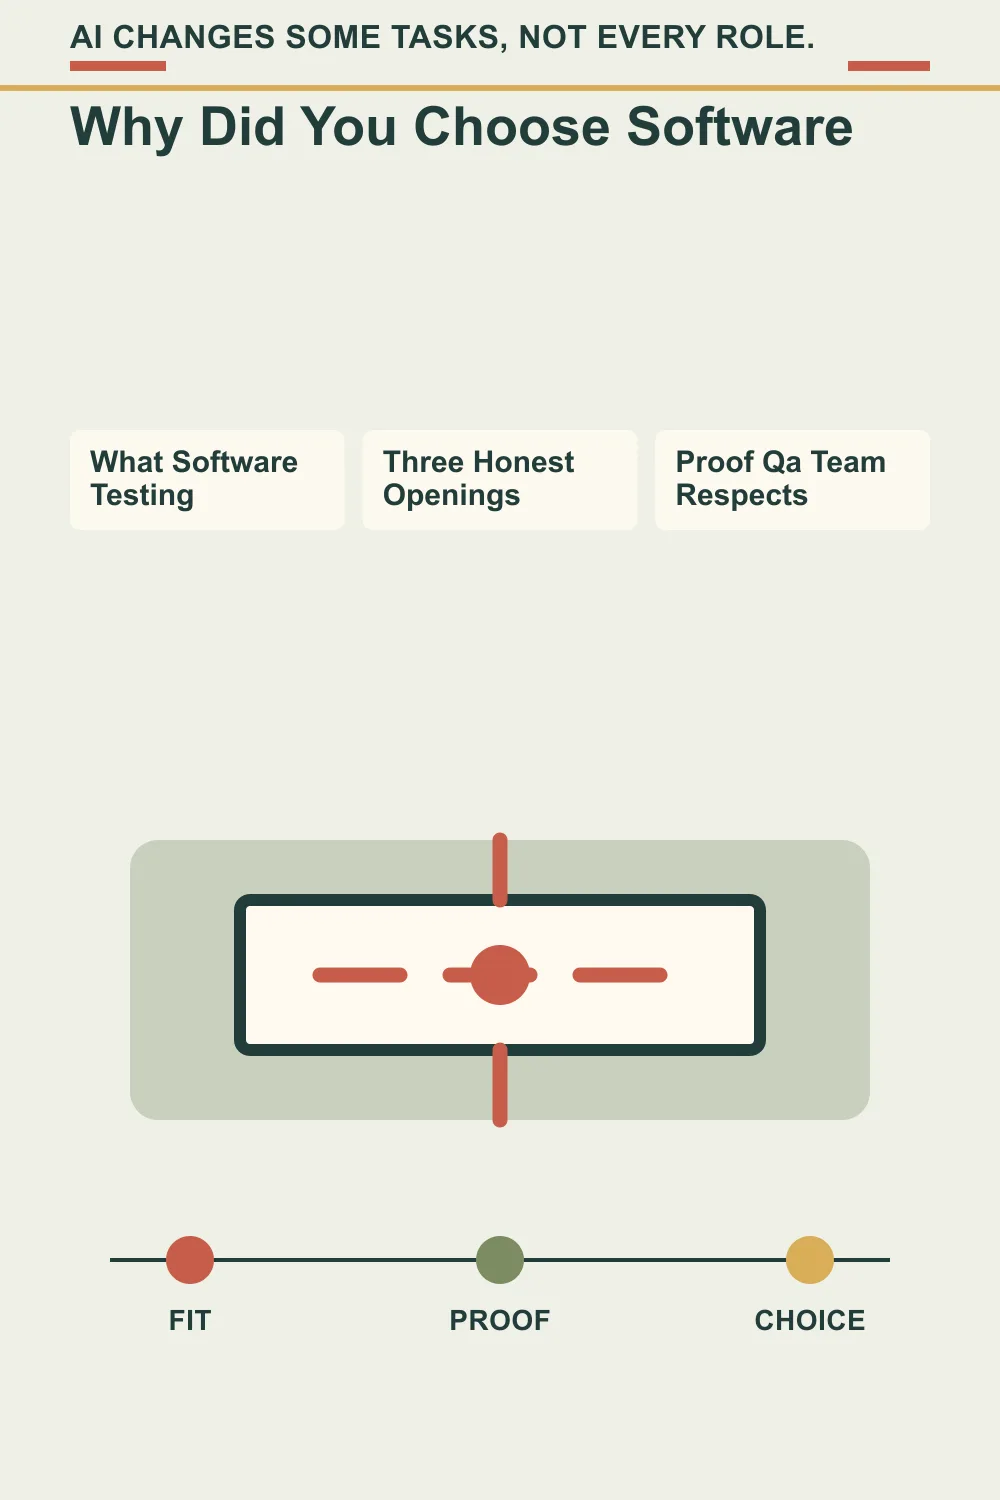 AI CHANGES SOME TASKS, NOT EVERY ROLE.
Why Did You Choose Software
What Software
Testing
Three Honest
Openings
Proof Qa Team
Respects
FIT
PROOF
CHOICE